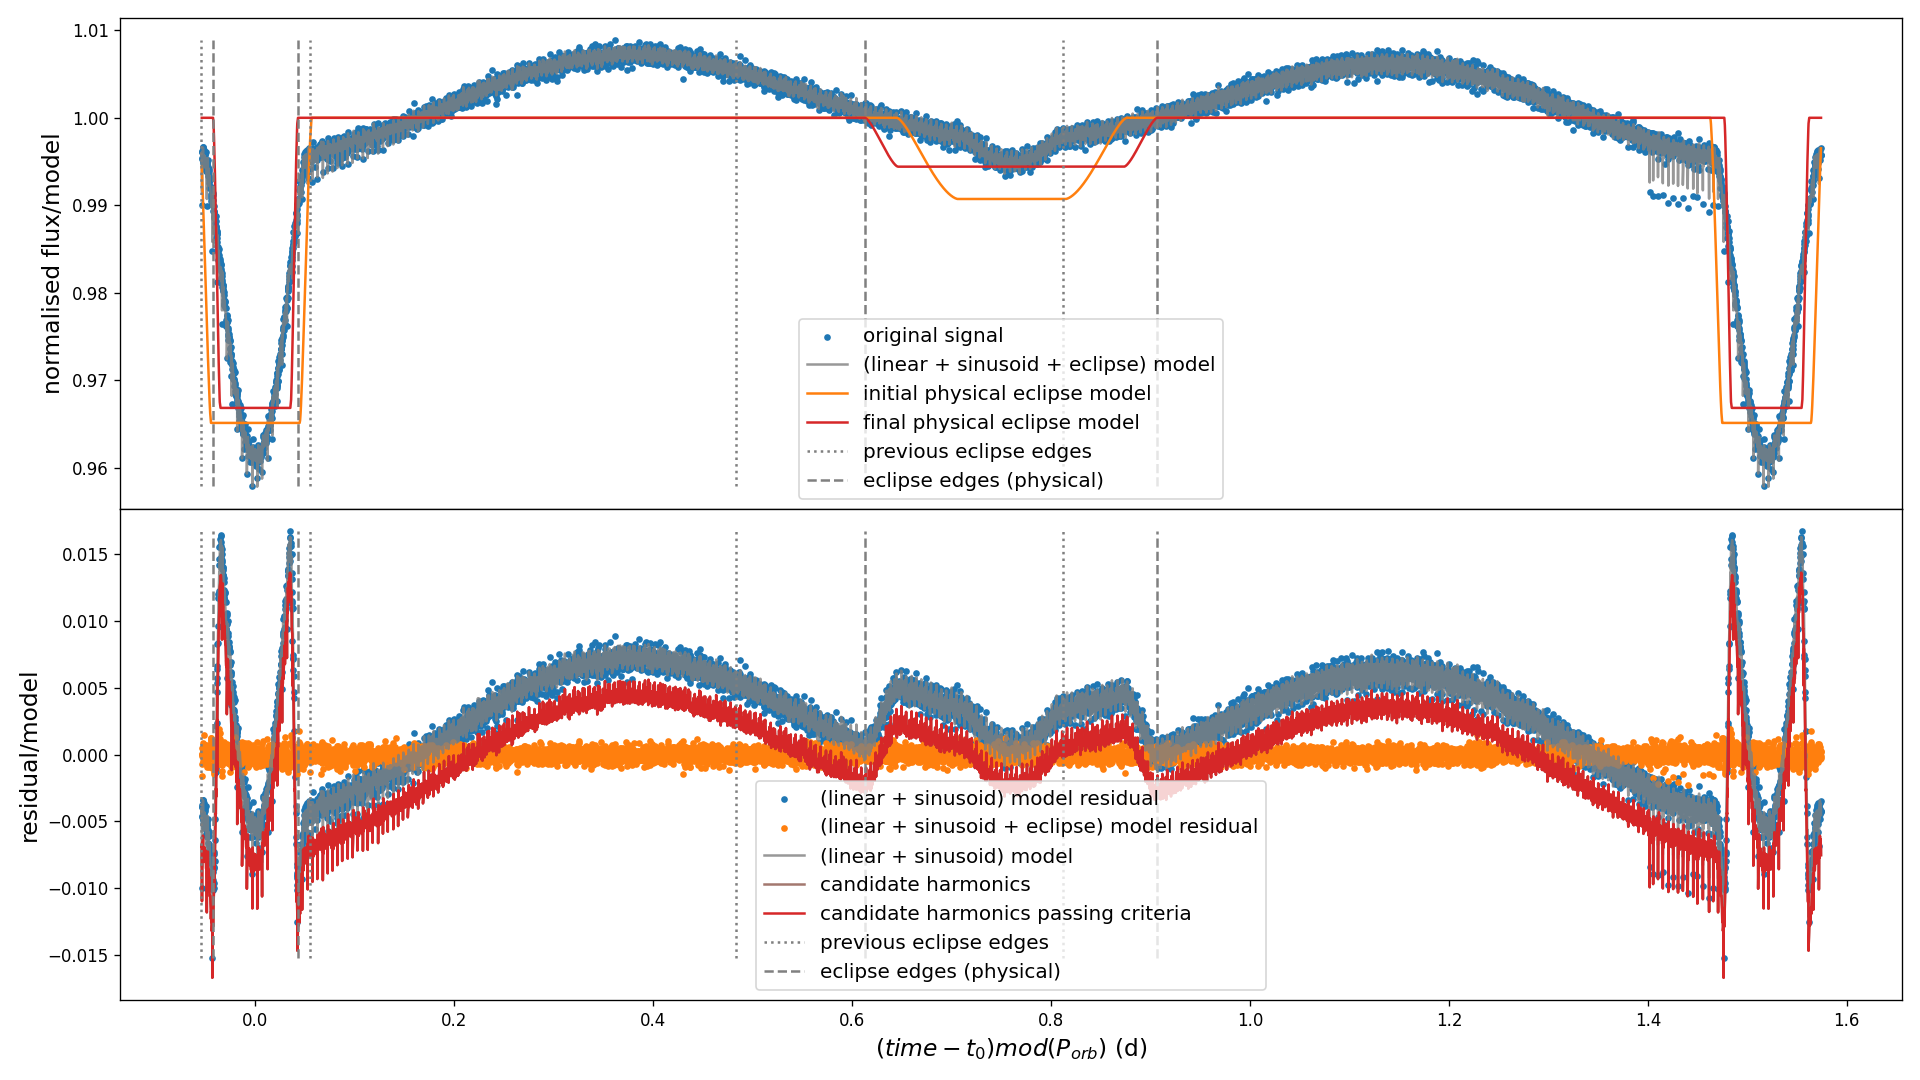 1.01
1.00
0.99
0.98
0.97
0.96
normalised flux/model
original signal
(linear + sinusoid + eclipse) model
initial physical eclipse model
final physical eclipse model
previous eclipse edges
eclipse edges (physical)
0.015
0.010
0.005
0.000
−0.005
−0.010
−0.015
residual/model
(linear + sinusoid) model residual
(linear + sinusoid + eclipse) model residual
(linear + sinusoid) model
candidate harmonics
candidate harmonics passing criteria
previous eclipse edges
eclipse edges (physical)
0.0 0.2 0.4 0.6 0.8 1.0 1.2 1.4 1.6
(time − t₀)mod(P_orb) (d)